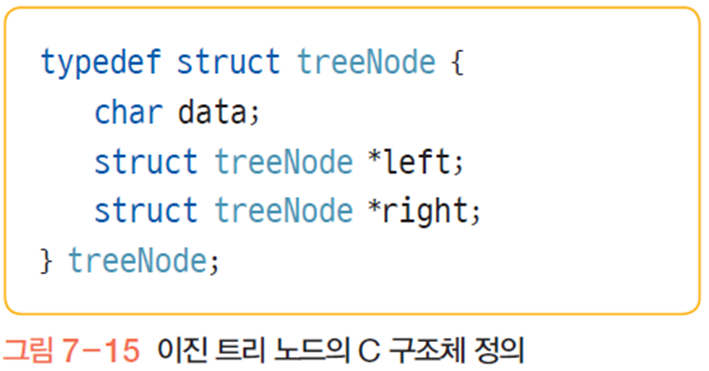 typedef struct treeNode {
char data;
struct treeNode *left;
struct treeNode *right;
} treeNode;
그림 7-15 이진 트리 노드의 C 구조체 정의